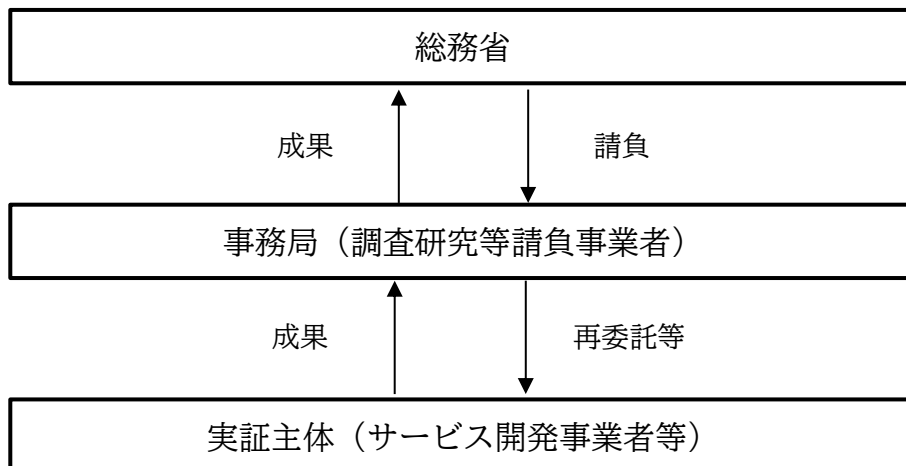 総務省
成果
請負
事務局（調査研究等請負事業者）
成果
再委託等
実証主体（サービス開発事業者等）